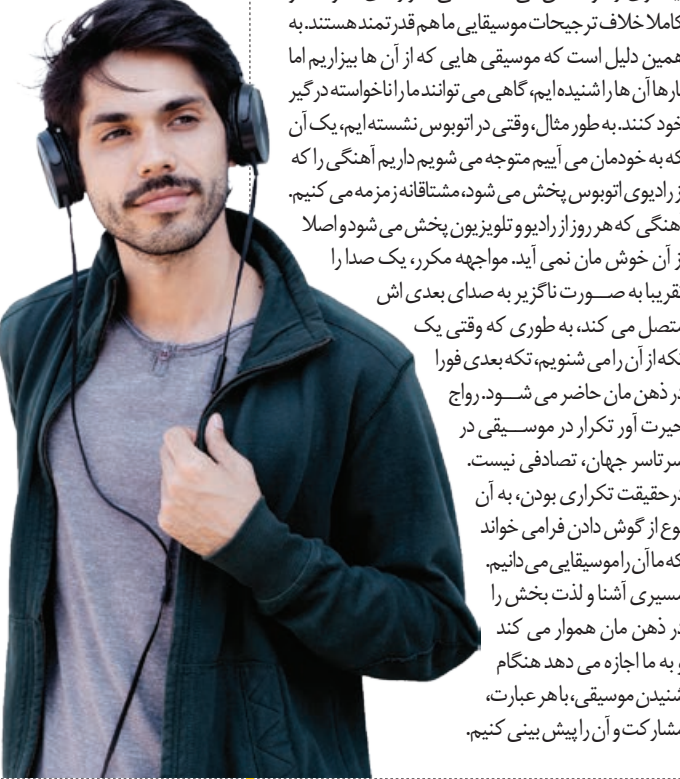 کاملا خلاف ترجیحات موسیقایی ما هم قدرتمند هستند. به
همین دلیل است که موسیقی هایی که از آن ها بیزاریم اما
بارها آن ها را شنیده ایم، گاهی می توانند ما را ناخواسته درگیر
خود کنند. به طور مثال، وقتی در اتوبوس نشسته ایم، یک آن
که به خودمان می آییم متوجه می شویم داریم آهنگی را که
از رادیوی اتوبوس پخش می شود، مشتاقانه زمزمه می کنیم.
آهنگی که هر روز از رادیو و تلویزیون پخش می شود و اصلا
از آن خوش مان نمی آید. مواجهه مکرر، یک صدا را
تقریبا به صــورت ناگزیر به صدای بعدی اش
متصل می کند، به طوری که وقتی یک
تکه از آن را می شنویم، تکه بعدی فورا
در ذهن مان حاضر می شــود. رواج
حیرت آور تکرار در موســیقی در
سرتاسر جهان، تصادفی نیست.
در حقیقت تکراری بودن، به آن
نوع از گوش دادن فرامی خواند
که ما آن را موسیقایی می دانیم.
مسیری آشنا و لذت بخش را
در ذهن مان هموار می کند
و به ما اجازه می دهد هنگام
شنیدن موسیقی، با هر عبارت،
مشارکت و آن را پیش بینی کنیم.